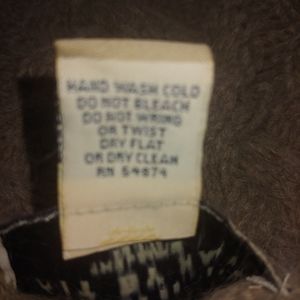 HAND WASH COLD
DO NOT BLEACH
DO NOT WRING
OR TWIST
DRY FLAT
OR DRY CLEAN
RN 54874